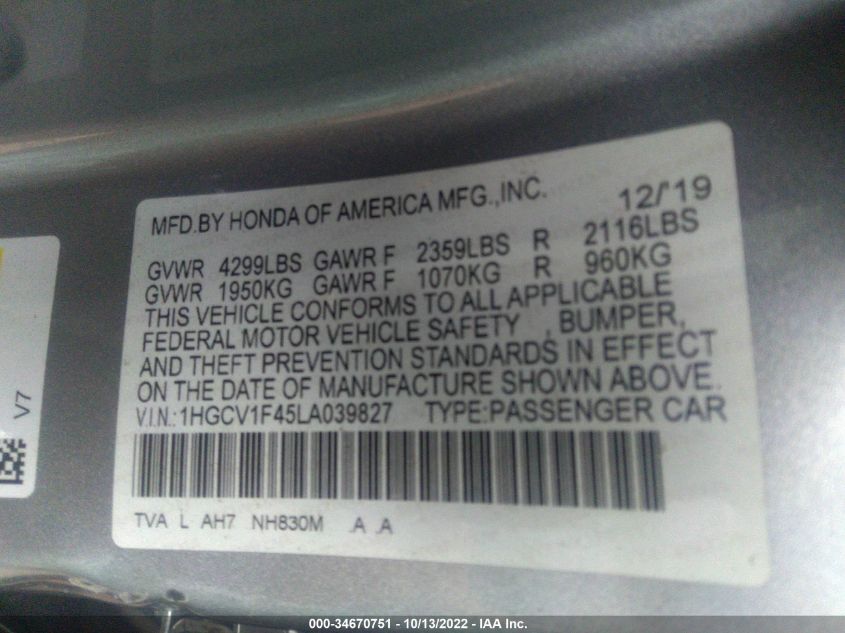 MFD.BY HONDA OF AMERICA MFG.,INC. 12/'19
GVWR 4299LBS GAWR F 2359LBS R 2116LBS
GVWR 1950KG GAWR F 1070KG R 960KG
THIS VEHICLE CONFORMS TO ALL APPLICABLE
FEDERAL MOTOR VEHICLE SAFETY , BUMPER,
AND THEFT PREVENTION STANDARDS IN EFFECT
ON THE DATE OF MANUFACTURE SHOWN ABOVE.
V.I.N.:1HGCV1F45LA039827 TYPE:PASSENGER CAR
TVA L AH7 NH830M .A .A
V7
000-34670751 - 10/13/2022 - IAA Inc.